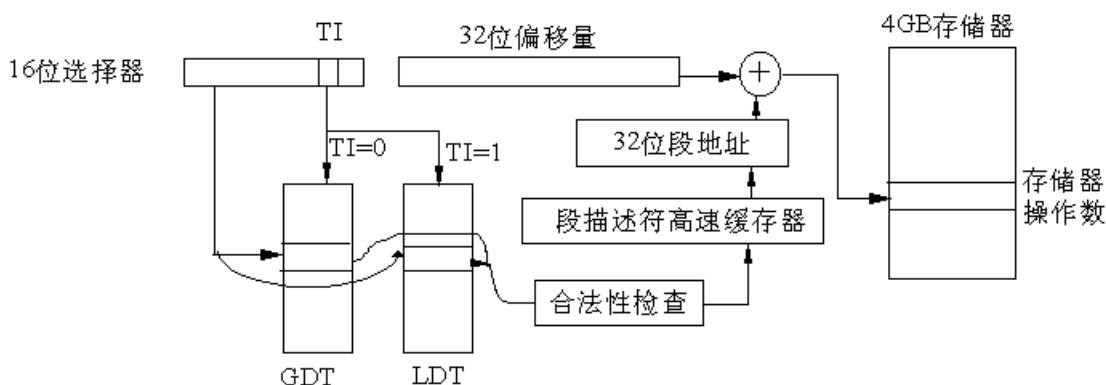 TI
32位偏移量
4GB存储器
16位选择器
+
32位段地址
TI=0
TI=1
存储器
操作数
段描述符高速缓存器
合法性检查
GDT
LDT